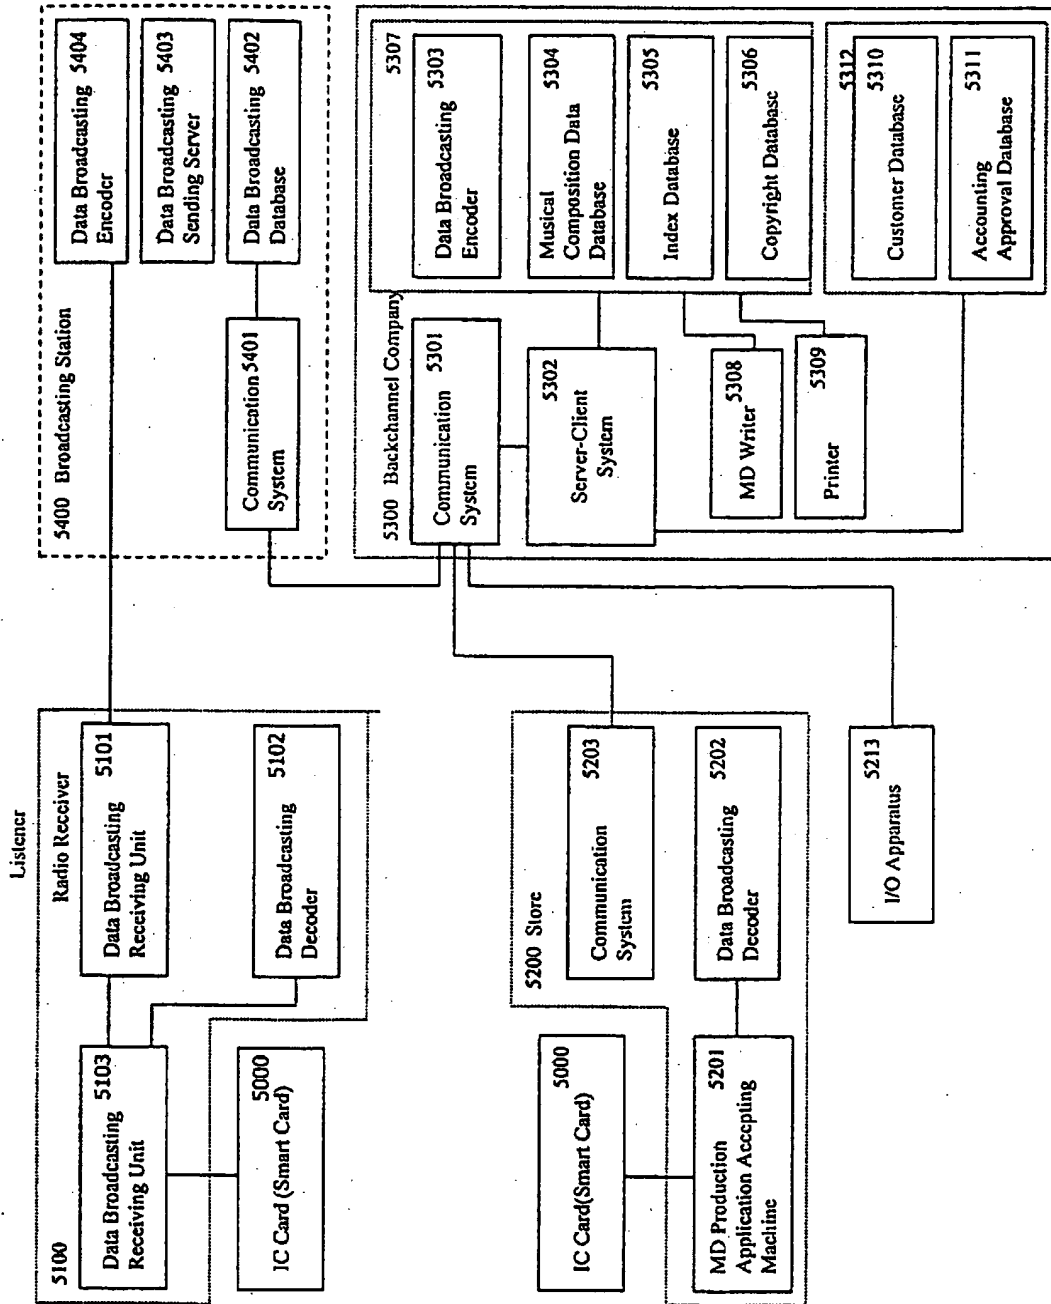 Listener
5100
Radio Receiver
5103
Data Broadcasting
Receiving Unit
5101
Data Broadcasting
Receiving Unit
5102
Data Broadcasting
Decoder
5000
IC Card (Smart Card)
5400 Broadcasting Station
Data Broadcasting 5404
Encoder
Data Broadcasting 5403
Sending Server
Data Broadcasting 5402
Database
Communication 5401
System
5200 Store
5000
IC Card(Smart Card)
5201
MD Production
Application Accepting
Machine
5203
Communication
System
5202
Data Broadcasting
Decoder
5213
I/O Apparatus
5300 Backchannel Company
5301
Communication
System
5302
Server-Client
System
5307
5303
Data Broadcasting
Encoder
5304
Musical
Composition Data
Database
5305
Index Database
5306
Copyright Database
5308
MD Writer
5309
Printer
5312
5310
Customer Database
5311
Accounting
Approval Database